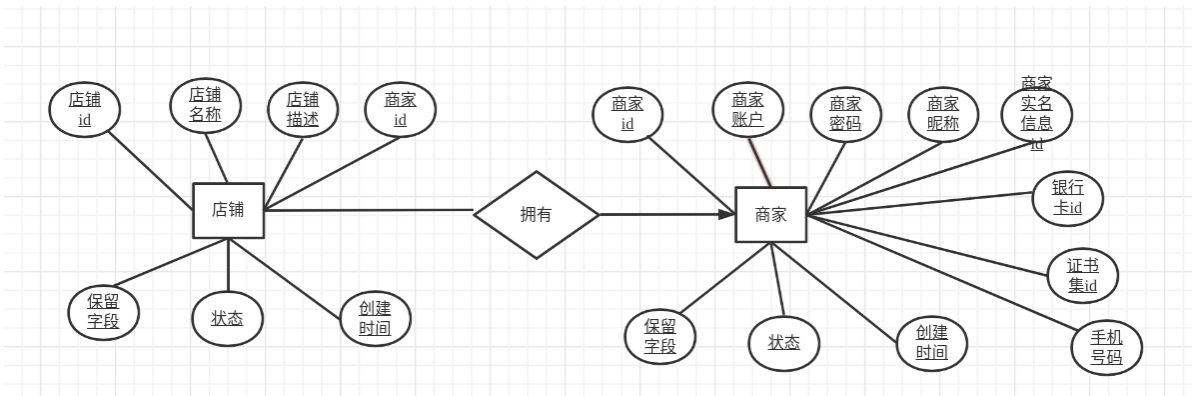 店铺
id
店铺
名称
店铺
描述
商家
id
商家
id
商家
账户
商家
密码
商家
昵称
商家
实名
信息
id
银行
卡id
店铺
拥有
商家
证书
集id
保留
字段
状态
创建
时间
保留
字段
状态
创建
时间
手机
号码